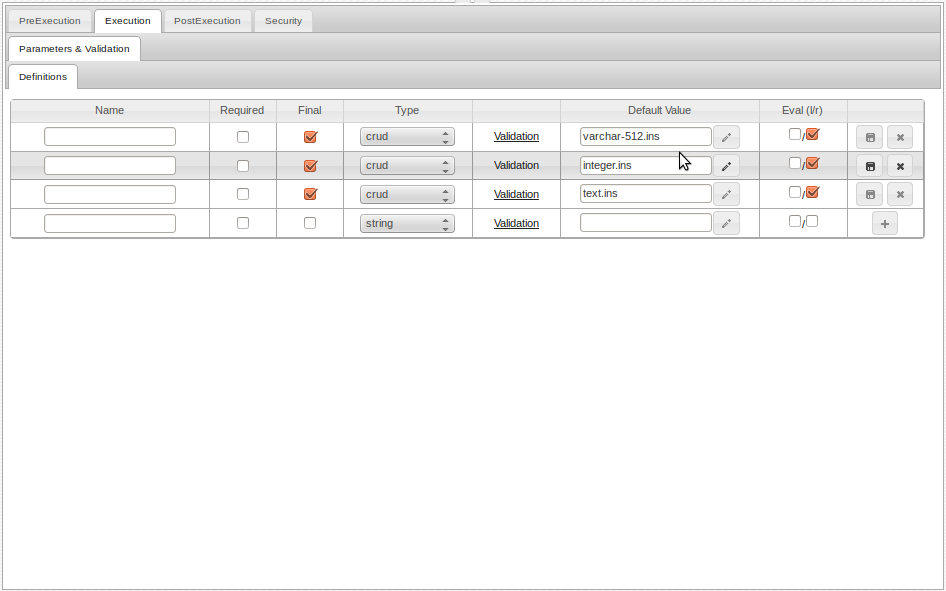 PreExecution Execution PostExecution Security
Parameters & Validation
Definitions
Name Required Final Type Default Value Eval (l/r)
crud Validation varchar-512.ins /
crud Validation integer.ins /
crud Validation text.ins /
string Validation /